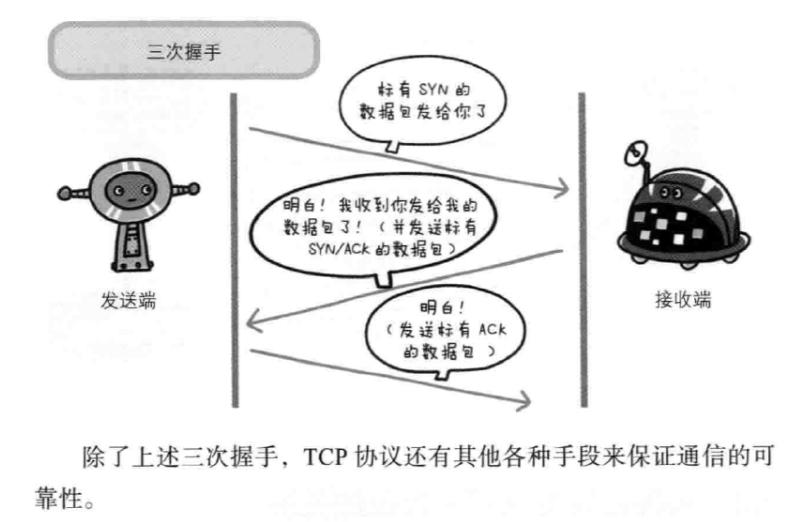 三次握手
标有 SYN 的
数据包发给你了
明白！我收到你发给我的
数据包了！（并发送标有
SYN/ACK 的数据包）
发送端
接收端
明白！
（发送标有 ACK
的数据包 ）
除了上述三次握手，TCP 协议还有其他各种手段来保证通信的可
靠性。